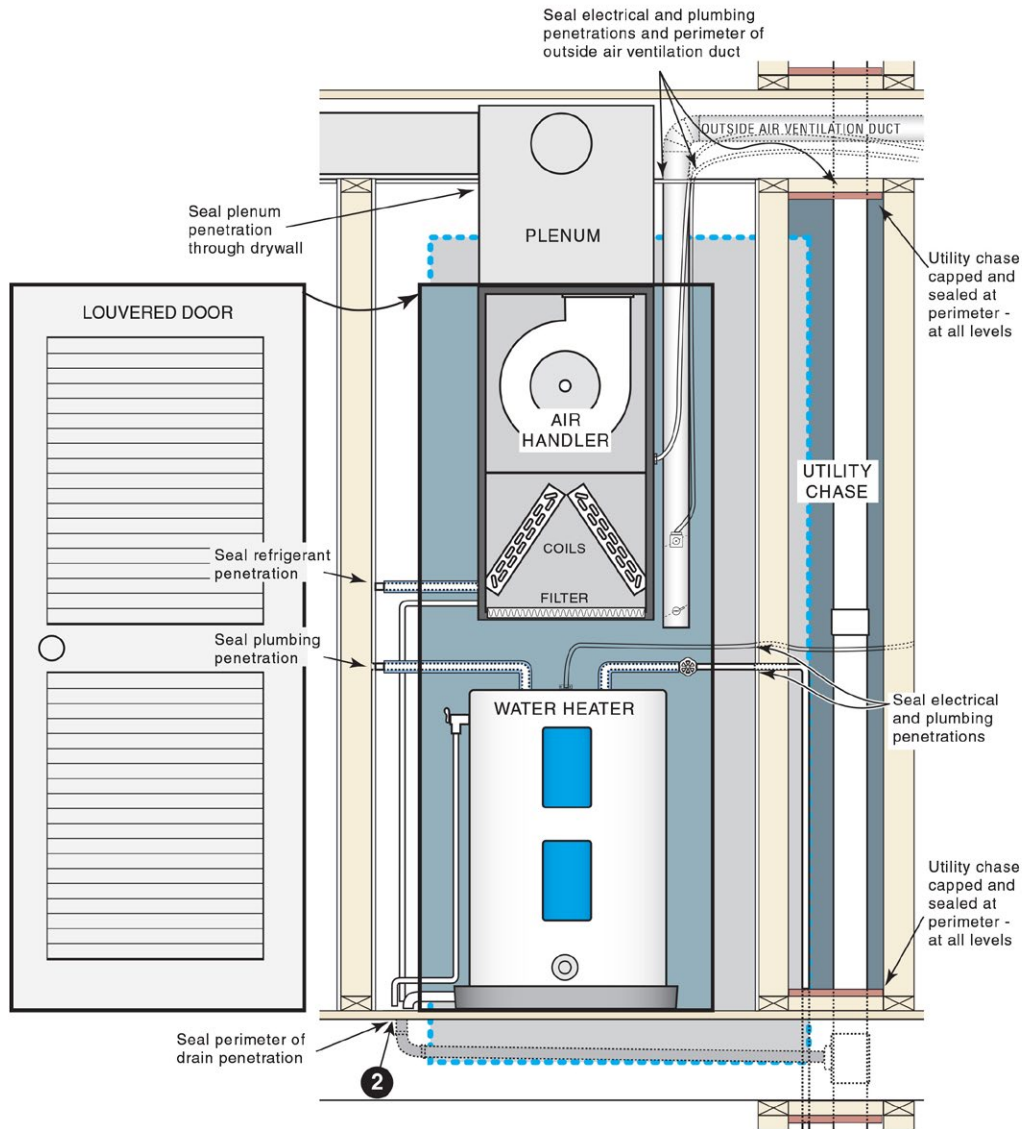 Seal electrical and plumbing
penetrations and perimeter of
outside air ventilation duct
OUTSIDE AIR VENTILATION DUCT
Seal plenum
penetration
through drywall
PLENUM
Utility chase
capped and
sealed at
perimeter -
at all levels
LOUVERED DOOR
AIR
HANDLER
UTILITY
CHASE
COILS
Seal refrigerant
penetration
FILTER
Seal plumbing
penetration
WATER HEATER
Seal electrical
and plumbing
penetrations
Utility chase
capped and
sealed at
perimeter -
at all levels
Seal perimeter of
drain penetration
2